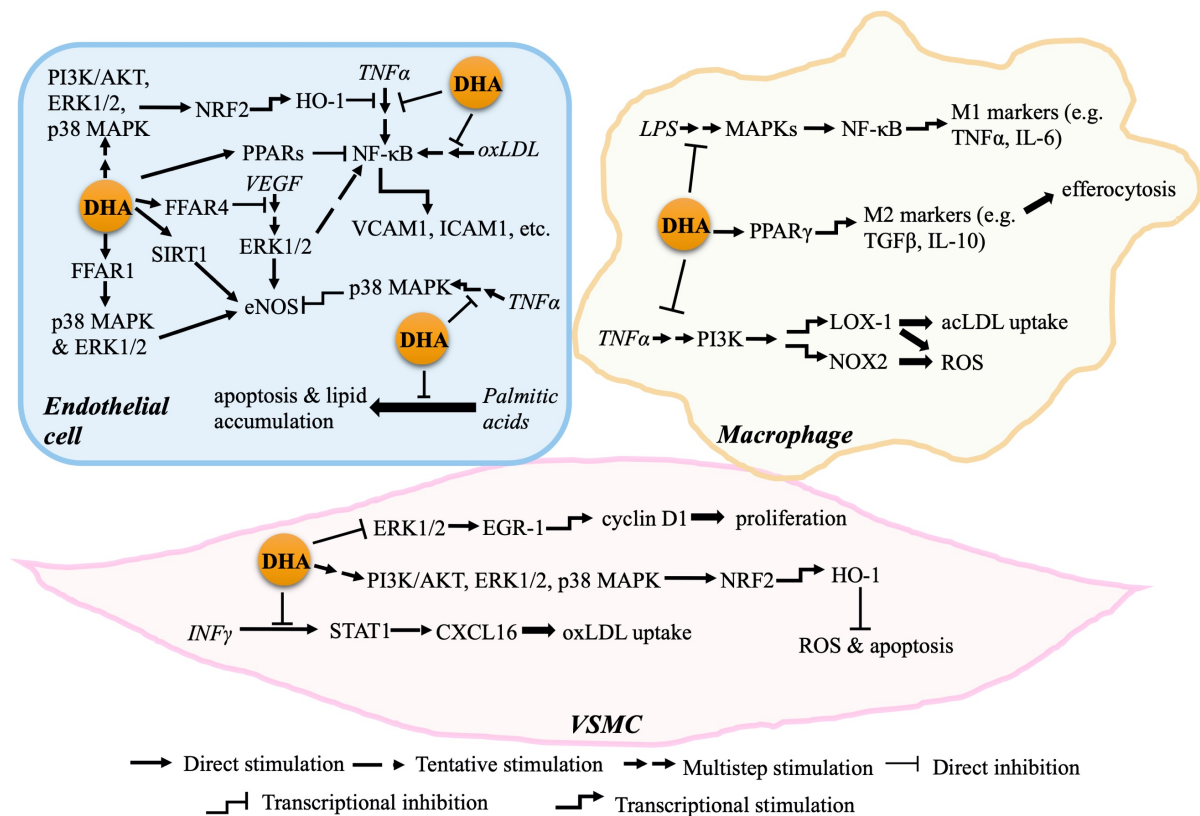 PI3K/AKT,
ERK1/2,
p38 MAPK
NRF2
HO-1
TNFα
DHA
PPARs
NF-κB
oxLDL
DHA
FFAR4
VEGF
SIRT1
ERK1/2
VCAM1, ICAM1, etc.
FFAR1
eNOS
p38 MAPK
TNFα
p38 MAPK
& ERK1/2
DHA
apoptosis & lipid
accumulation
Palmitic
acids
Endothelial
cell
LPS
MAPKs
NF-κB
M1 markers (e.g.
TNFα, IL-6)
DHA
PPARγ
M2 markers (e.g.
TGFβ, IL-10)
efferocytosis
TNFα
PI3K
LOX-1
acLDL uptake
NOX2
ROS
Macrophage
ERK1/2
EGR-1
cyclin D1
proliferation
DHA
PI3K/AKT, ERK1/2, p38 MAPK
NRF2
HO-1
INFγ
STAT1
CXCL16
oxLDL uptake
ROS & apoptosis
VSMC
Direct stimulation
Tentative stimulation
Multistep stimulation
Direct inhibition
Transcriptional inhibition
Transcriptional stimulation